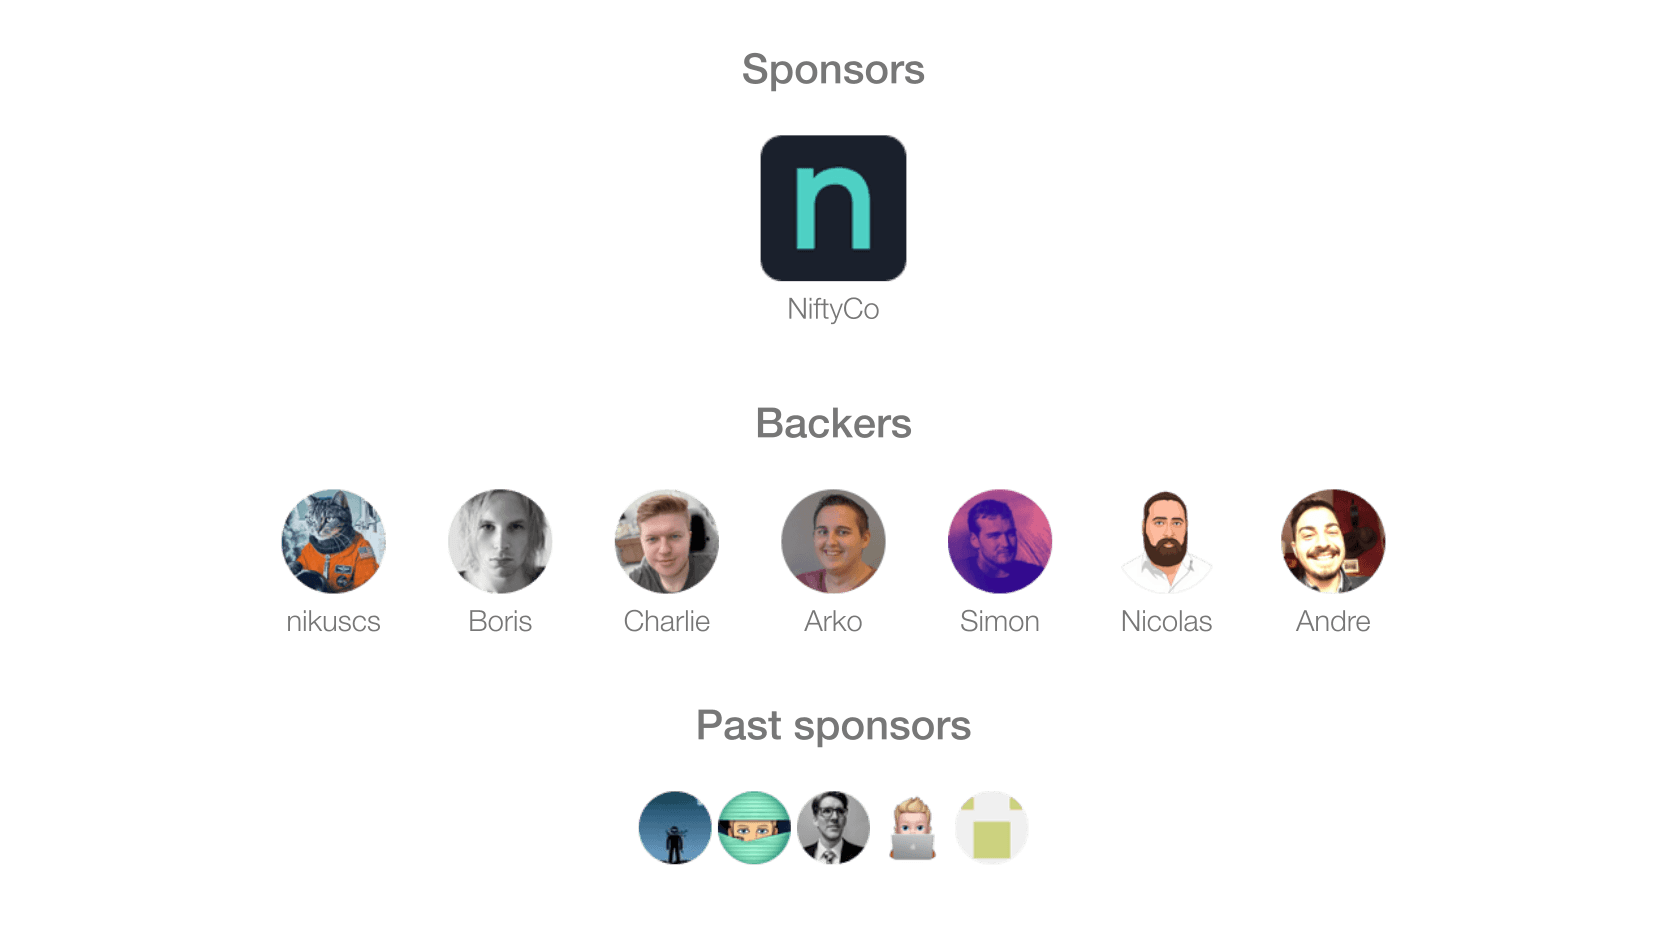 Sponsors
n
NiftyCo
Backers
nikuscs Boris Charlie Arko Simon Nicolas Andre
Past sponsors